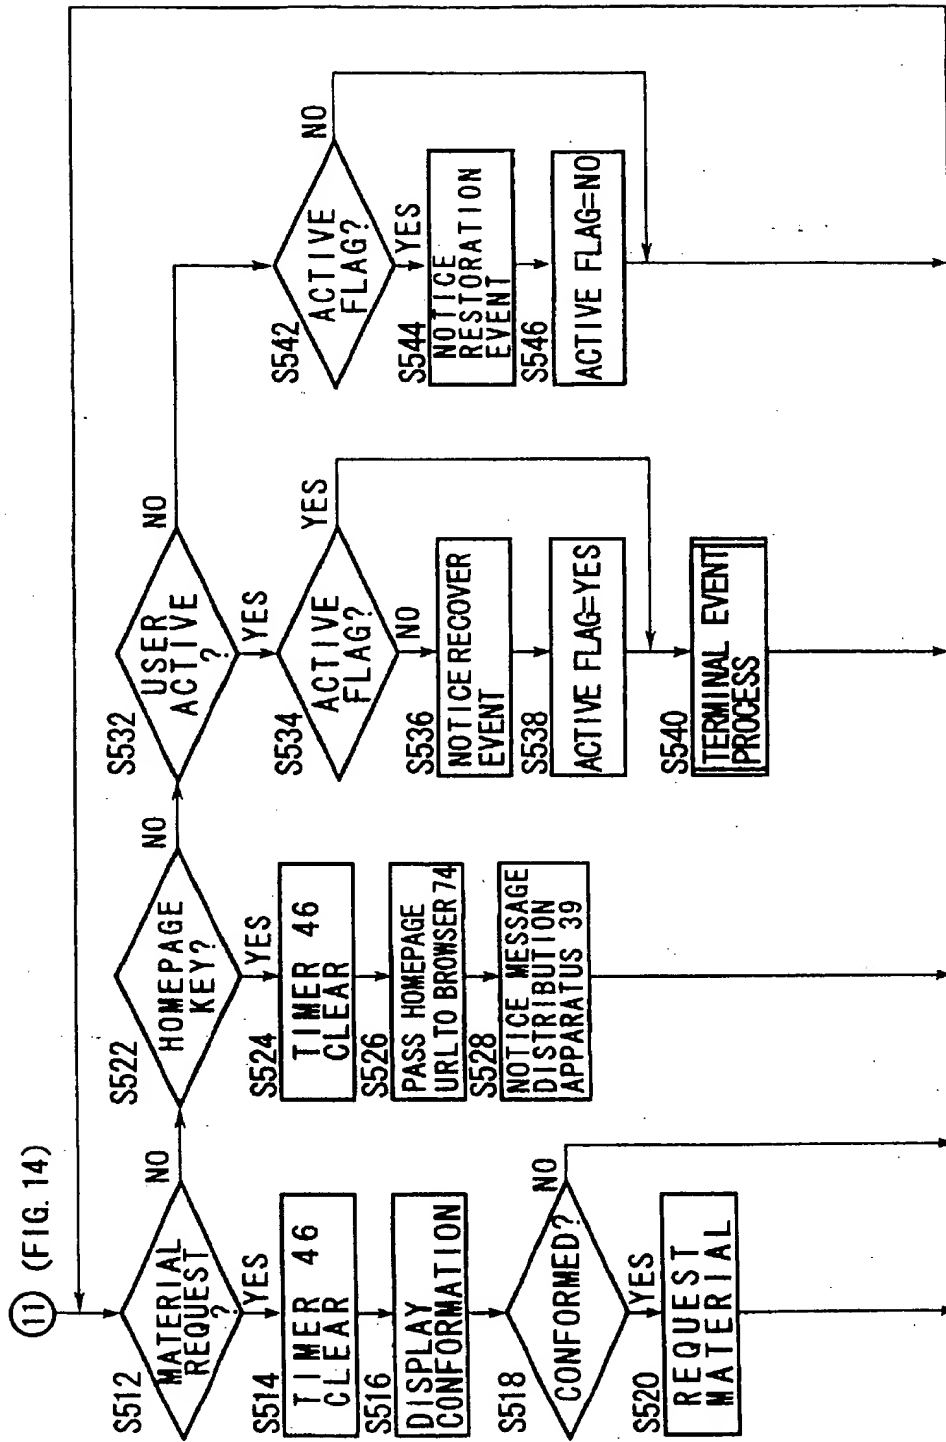 11 (FIG. 14)
S512
MATERIAL
REQUEST
?
NO
YES
S514
TIMER 46
CLEAR
S516
DISPLAY
CONFORMATION
S518
CONFORMED?
NO
YES
S520
REQUEST
MATERIAL
S522
HOMEPAGE
KEY?
NO
YES
S524
TIMER 46
CLEAR
S526
PASS HOMEPAGE
URL TO BROWSER 74
S528
NOTICE MESSAGE
DISTRIBUTION
APPARATUS 39
S532
USER
ACTIVE
?
NO
YES
S534
ACTIVE
FLAG?
YES
NO
S536
NOTICE RECOVER
EVENT
S538
ACTIVE FLAG=YES
S540
TERMINAL EVENT
PROCESS
S542
ACTIVE
FLAG?
NO
YES
S544
NOTICE
RESTORATION
EVENT
S546
ACTIVE FLAG=NO